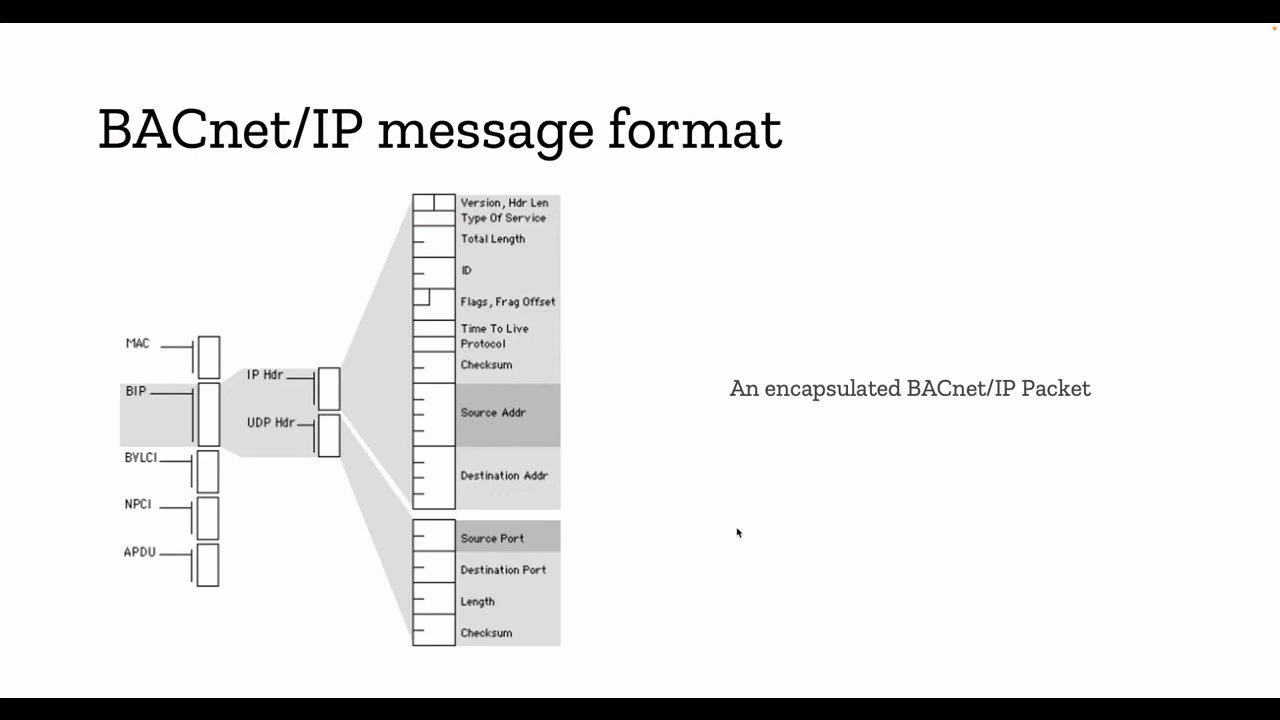 BACnet/IP message format
MAC
BIP
BYLCI
NPCI
APDU
IP Hdr
UDP Hdr
Version, Hdr Len
Type Of Service
Total Length
ID
Flags, Frag Offset
Time To Live
Protocol
Checksum
Source Addr
Destination Addr
Source Port
Destination Port
Length
Checksum
An encapsulated BACnet/IP Packet